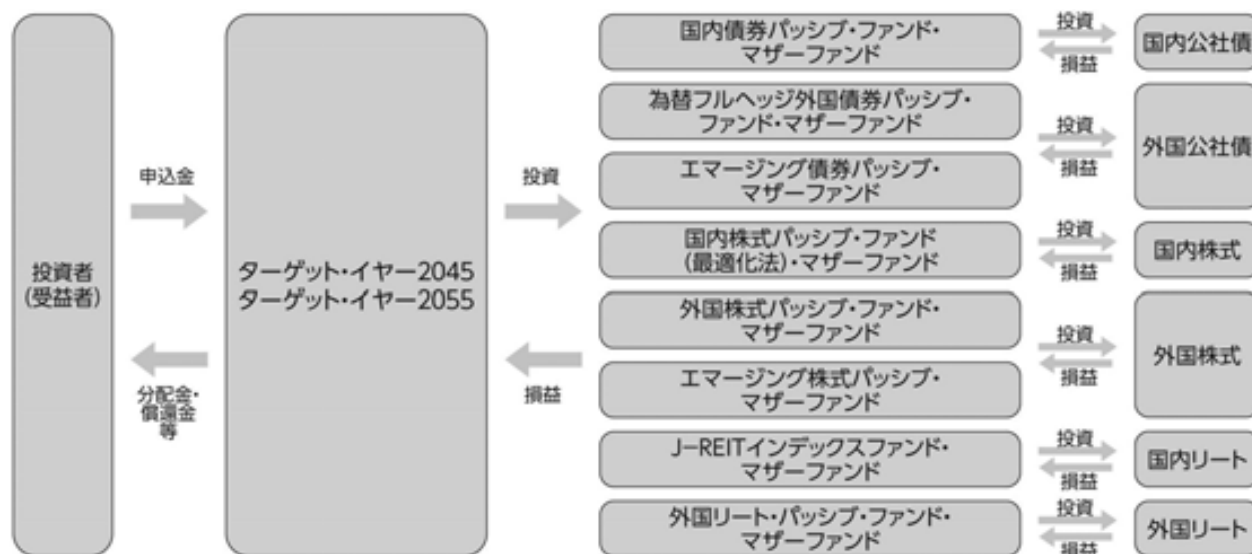 投資者
(受益者)
申込金
分配金・
償還金
等
ターゲット・イヤー2045
ターゲット・イヤー2055
投資
損益
国内債券パッシブ・ファンド・
マザーファンド
投資
損益
国内公社債
為替フルヘッジ外国債券パッシブ・
ファンド・マザーファンド
エマージング債券パッシブ・
マザーファンド
投資
損益
外国公社債
国内株式パッシブ・ファンド
(最適化法)・マザーファンド
投資
損益
国内株式
外国株式パッシブ・ファンド・
マザーファンド
エマージング株式パッシブ・
マザーファンド
投資
損益
外国株式
J-REITインデックスファンド・
マザーファンド
投資
損益
国内リート
外国リート・パッシブ・ファンド・
マザーファンド
投資
損益
外国リート